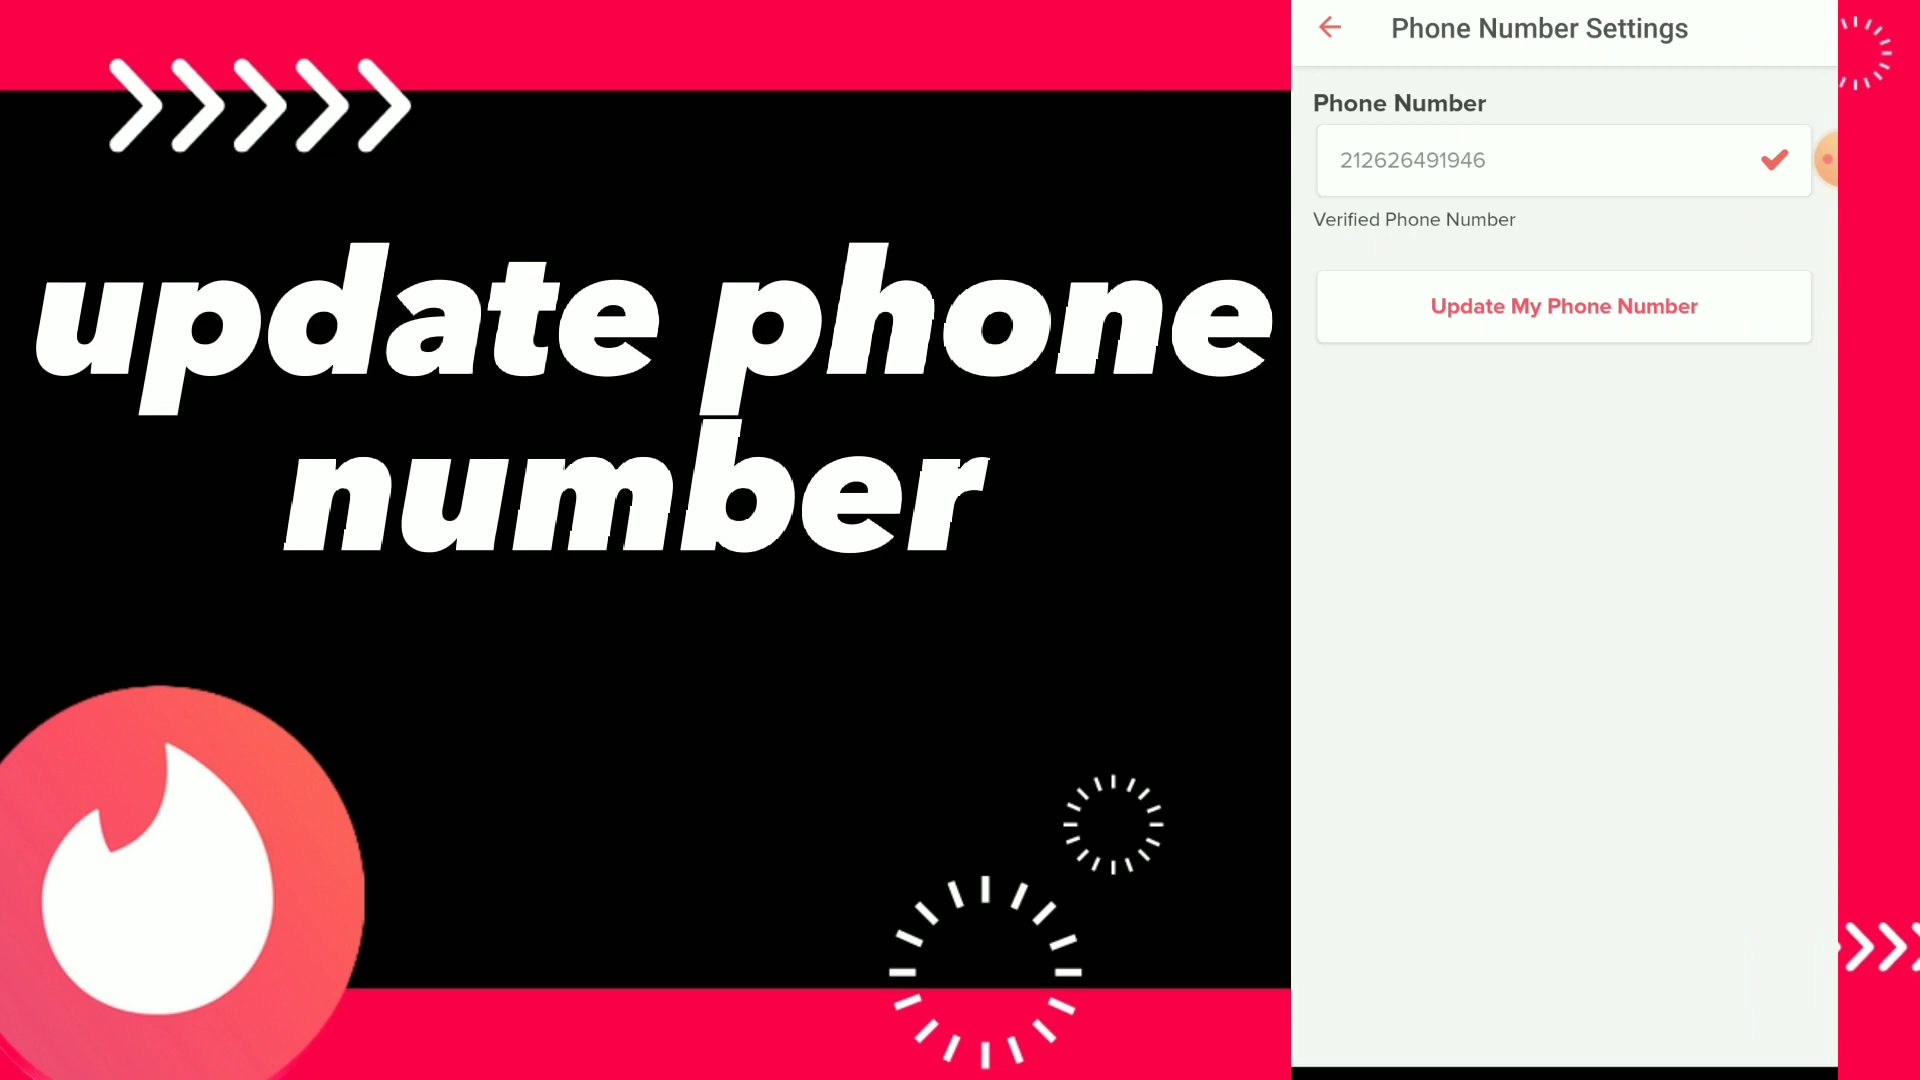 update phone
number
Phone Number Settings
Phone Number
212626491946
Verified Phone Number
Update My Phone Number